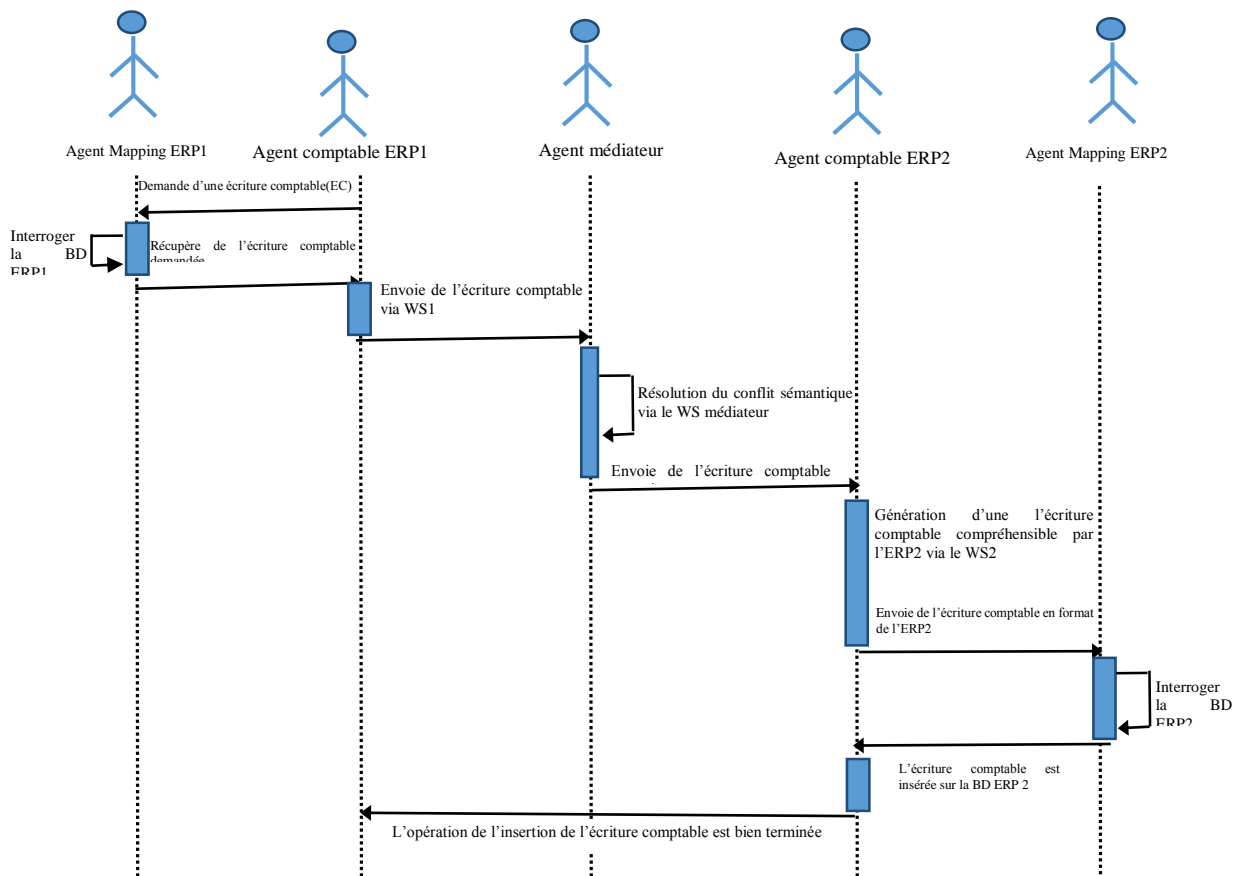 Agent Mapping ERP1
Agent comptable ERP1
Agent médiateur
Agent comptable ERP2
Agent Mapping ERP2
Demande d’une écriture comptable(EC)
Interroger
la BD
ERP1
Récupère de l’écriture comptable
demandée
Envoie de l’écriture comptable
via WS1
Résolution du conflit sémantique
via le WS médiateur
Envoie de l’écriture comptable
Génération d’une l’écriture
comptable compréhensible par
l’ERP2 via le WS2
Envoie de l’écriture comptable en format
de l’ERP2
Interroger
la BD
ERP2
L’écriture comptable est
insérée sur la BD ERP 2
L’opération de l’insertion de l’écriture comptable est bien terminée